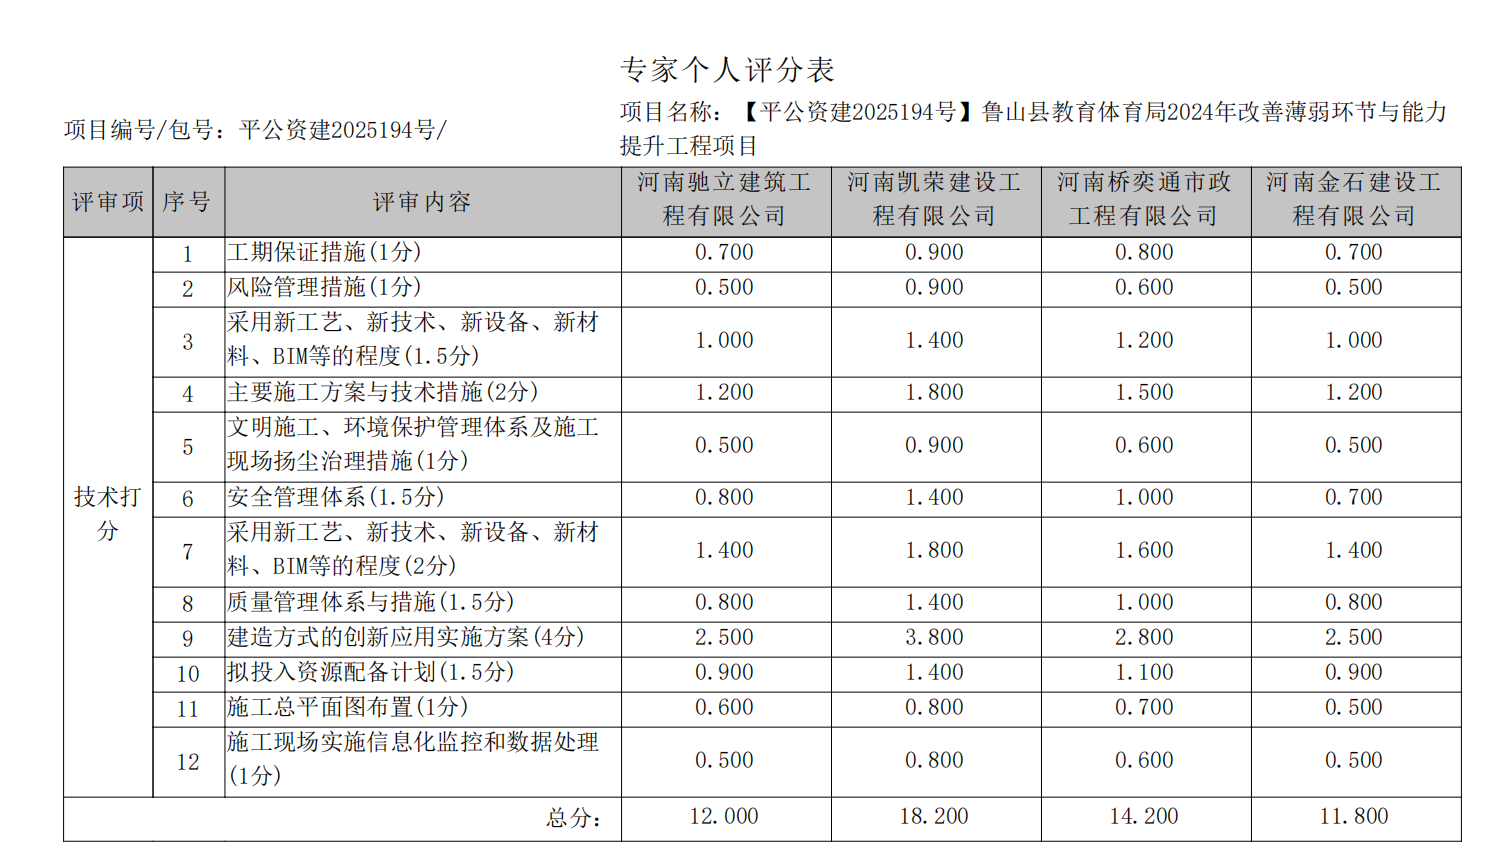 专家个人评分表
项目编号/包号：平公资建2025194号/
项目名称：【平公资建2025194号】鲁山县教育体育局2024年改善薄弱环节与能力
提升工程项目
评审项 序号 评审内容 河南驰立建筑工 河南凯荣建设工 河南桥奕通市政 河南金石建设工
程有限公司 程有限公司 工程有限公司 程有限公司
技术打
分
1 工期保证措施(1分) 0.700 0.900 0.800 0.700
2 风险管理措施(1分) 0.500 0.900 0.600 0.500
3 采用新工艺、新技术、新设备、新材
料、BIM等的程度(1.5分) 1.000 1.400 1.200 1.000
4 主要施工方案与技术措施(2分) 1.200 1.800 1.500 1.200
5 文明施工、环境保护管理体系及施工
现场扬尘治理措施(1分) 0.500 0.900 0.600 0.500
6 安全管理体系(1.5分) 0.800 1.400 1.000 0.700
7 采用新工艺、新技术、新设备、新材
料、BIM等的程度(2分) 1.400 1.800 1.600 1.400
8 质量管理体系与措施(1.5分) 0.800 1.400 1.000 0.800
9 建造方式的创新应用实施方案(4分) 2.500 3.800 2.800 2.500
10 拟投入资源配备计划(1.5分) 0.900 1.400 1.100 0.900
11 施工总平面图布置(1分) 0.600 0.800 0.700 0.500
12 施工现场实施信息化监控和数据处理
(1分) 0.500 0.800 0.600 0.500
总分： 12.000 18.200 14.200 11.800